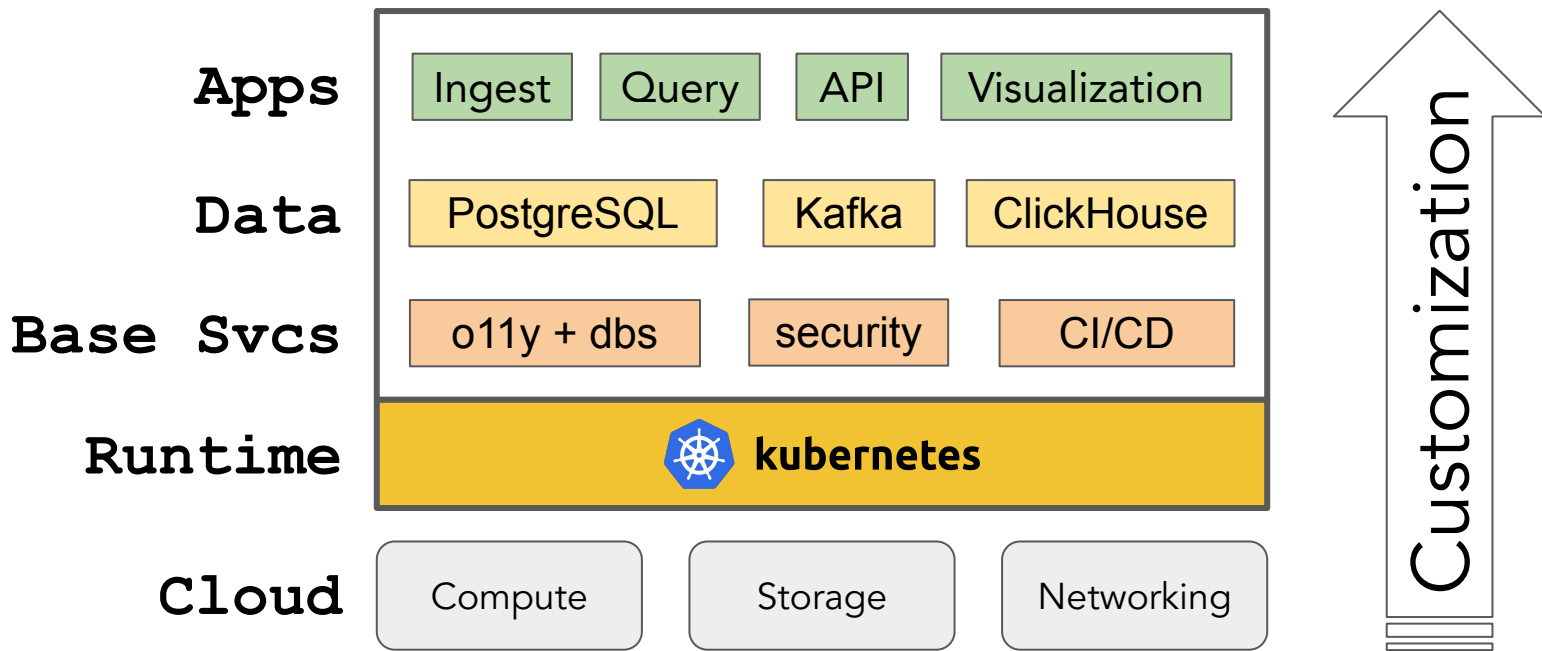 Apps
Ingest
Query
API
Visualization
Data
PostgreSQL
Kafka
ClickHouse
Base Svcs
o11y + dbs
security
CI/CD
Runtime
kubernetes
Cloud
Compute
Storage
Networking
Customization